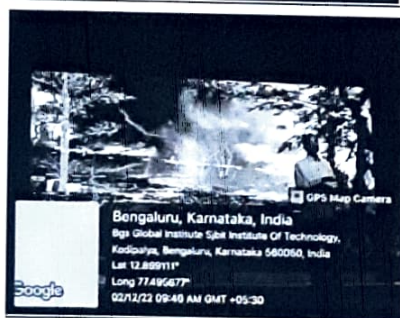 GPS Map Camera
Bengaluru, Karnataka, India
Bgs Global Institute Sjbit Institute Of Technology,
Kodipalya, Bengaluru, Karnataka 560060, India
Lat 12.899111°
Long 77.495677°
02/12/22 09:40 AM GMT +05:30
Google